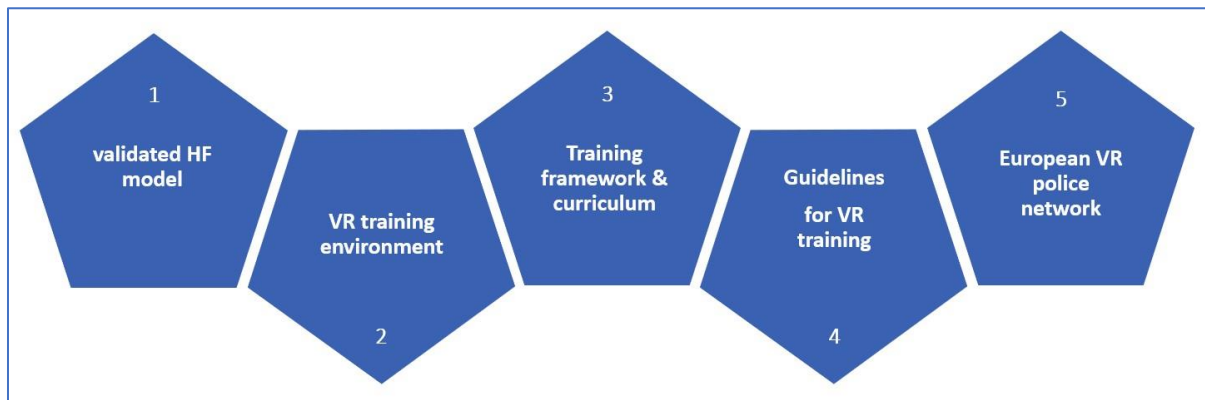 1
validated HF
model
VR training
environment
2
3
Training
framework &
curriculum
Guidelines
for VR
training
4
5
European VR
police
network